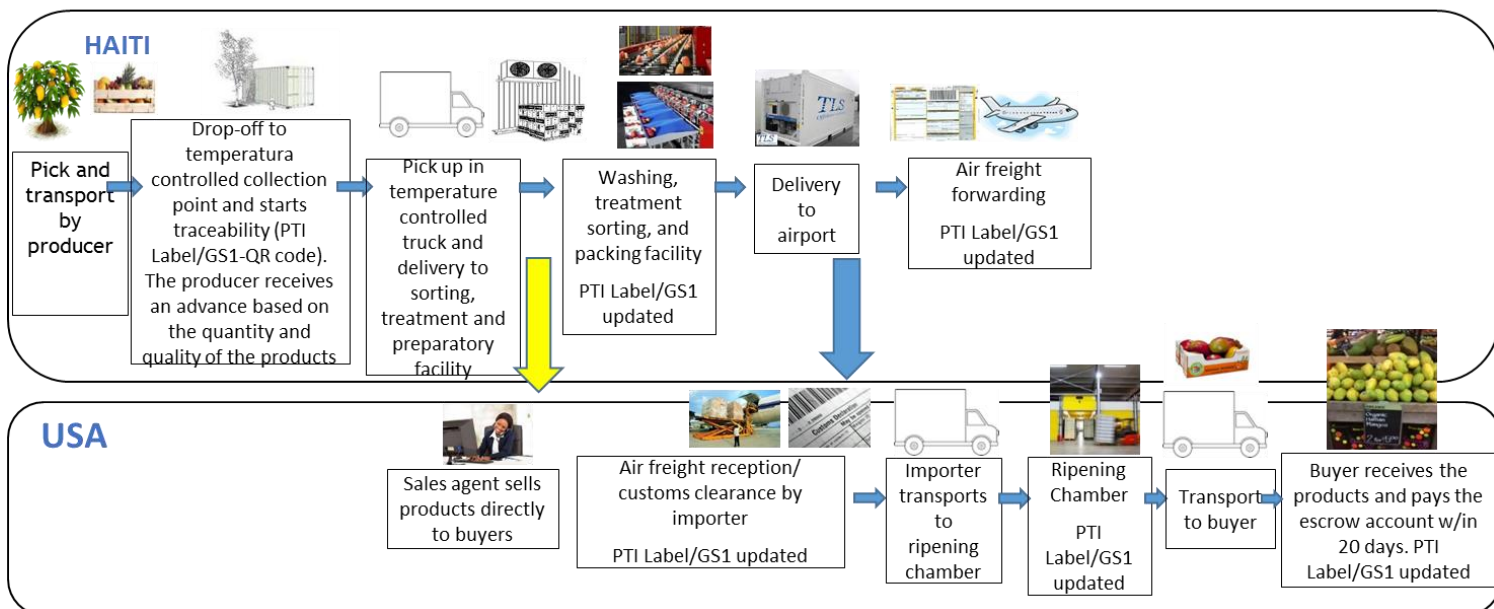 HAITI
Pick and
transport
by
producer
Drop-off to
temperatura
controlled collection
point and starts
traceability (PTI
Label/GS1-QR code).
The producer receives
an advance based on
the quantity and
quality of the products
Pick up in
temperature
controlled
truck and
delivery to
sorting,
treatment and
preparatory
facility
Washing,
treatment
sorting, and
packing facility
PTI Label/GS1
updated
TLS
TLS
Delivery
to
airport
Air freight
forwarding
PTI Label/GS1
updated
USA
Sales agent sells
products directly
to buyers
Customs Declaration
Air freight reception/
customs clearance by
importer
PTI Label/GS1 updated
Importer
transports
to
ripening
chamber
Ripening
Chamber
PTI
Label/GS1
updated
Transport
to buyer
Organic
Haitian
Mangos
Buyer receives the
products and pays the
escrow account w/in
20 days. PTI
Label/GS1 updated